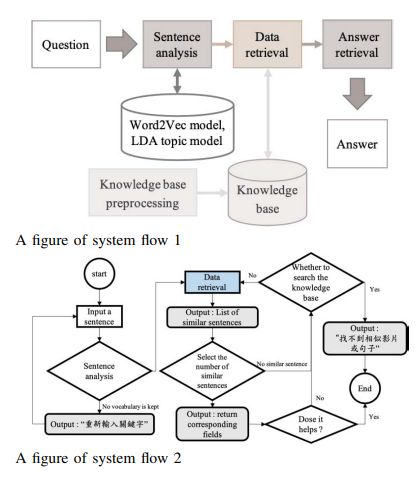 Question
Sentence
analysis
Data
retrieval
Answer
retrieval
Word2Vec model,
LDA topic model
Answer
Knowledge base
preprocessing
Knowledge
base
A figure of system flow 1
start
Input a
sentence
Sentence
analysis
No vocabulary is kept
Output : “重新輸入關鍵字”
Data
retrieval
Output : List of
similar sentences
Select the
number of
similar
sentences
No similar sentence
Output : return
corresponding
fields
No
Whether to
search the
knowledge
base
Yes
Output :
“找不到相似影片
或句子”
End
No
Dose it
helps ?
Yes
A figure of system flow 2